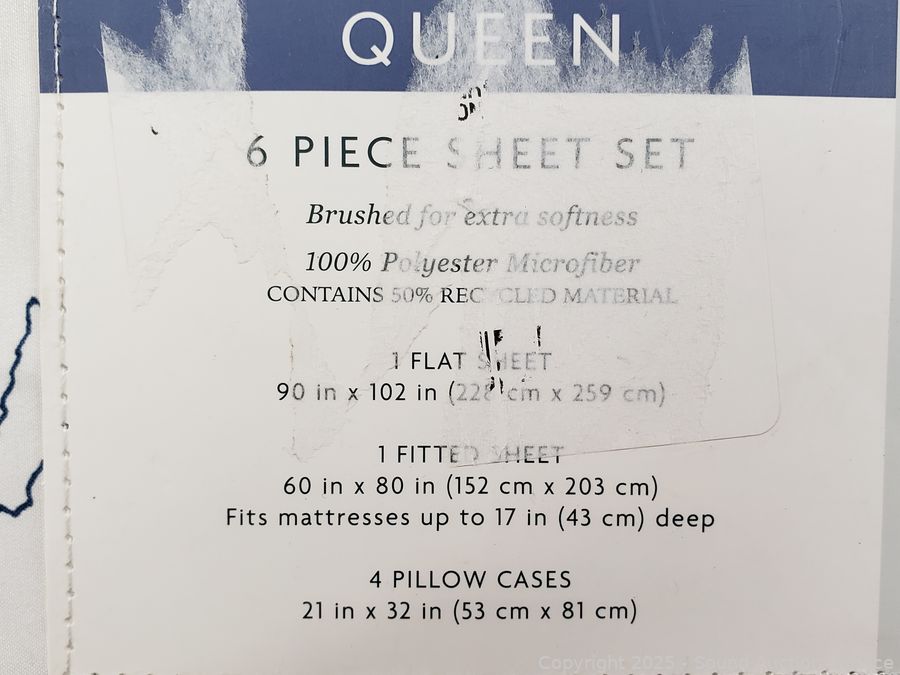 QUEEN
6 PIECE SHEET SET
Brushed for extra softness
100% Polyester Microfiber
CONTAINS 50% RECYCLED MATERIAL
1 FLAT SHEET
90 in x 102 in (228 cm x 259 cm)
1 FITTED SHEET
60 in x 80 in (152 cm x 203 cm)
Fits mattresses up to 17 in (43 cm) deep
4 PILLOW CASES
21 in x 32 in (53 cm x 81 cm)
Copyright 2025 - Sound Auction Service